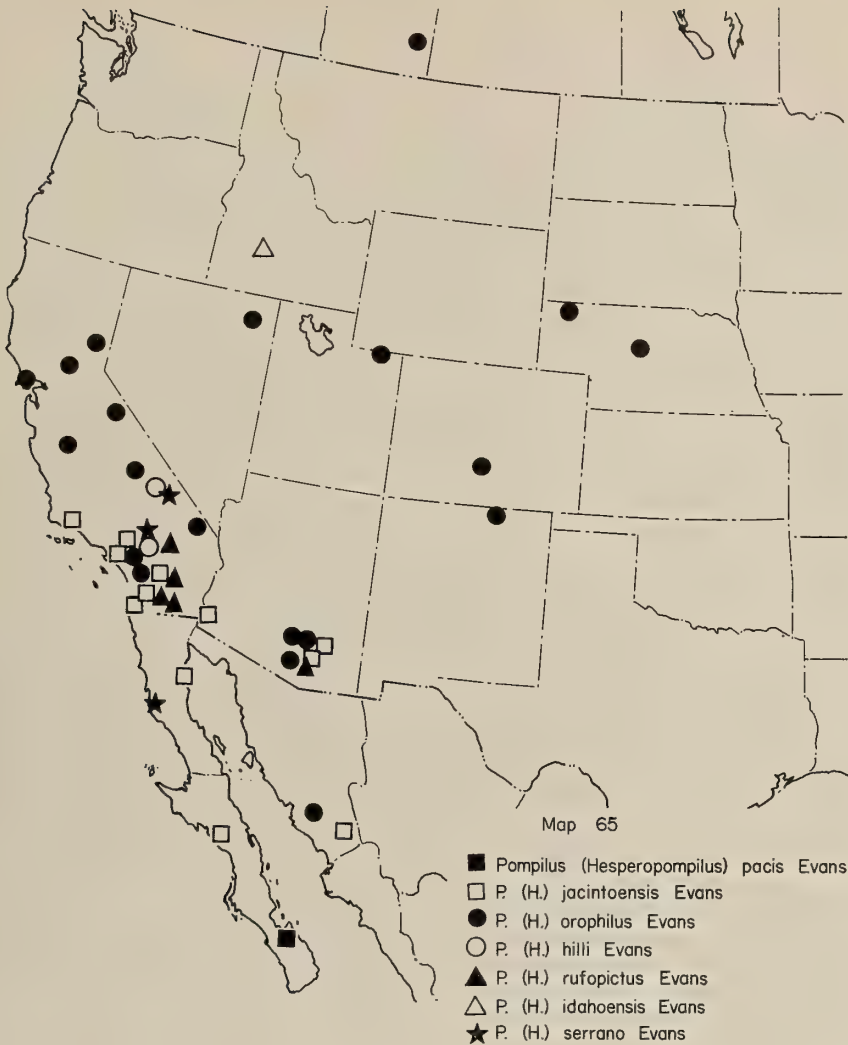 Map 65
Pompilus (Hesperopompilus) pacis Evans
P. (H.) jacintoensis Evans
P. (H.) orophilus Evans
P. (H.) hilli Evans
P. (H.) rufopictus Evans
P. (H.) idahoensis Evans
P. (H.) serrano Evans